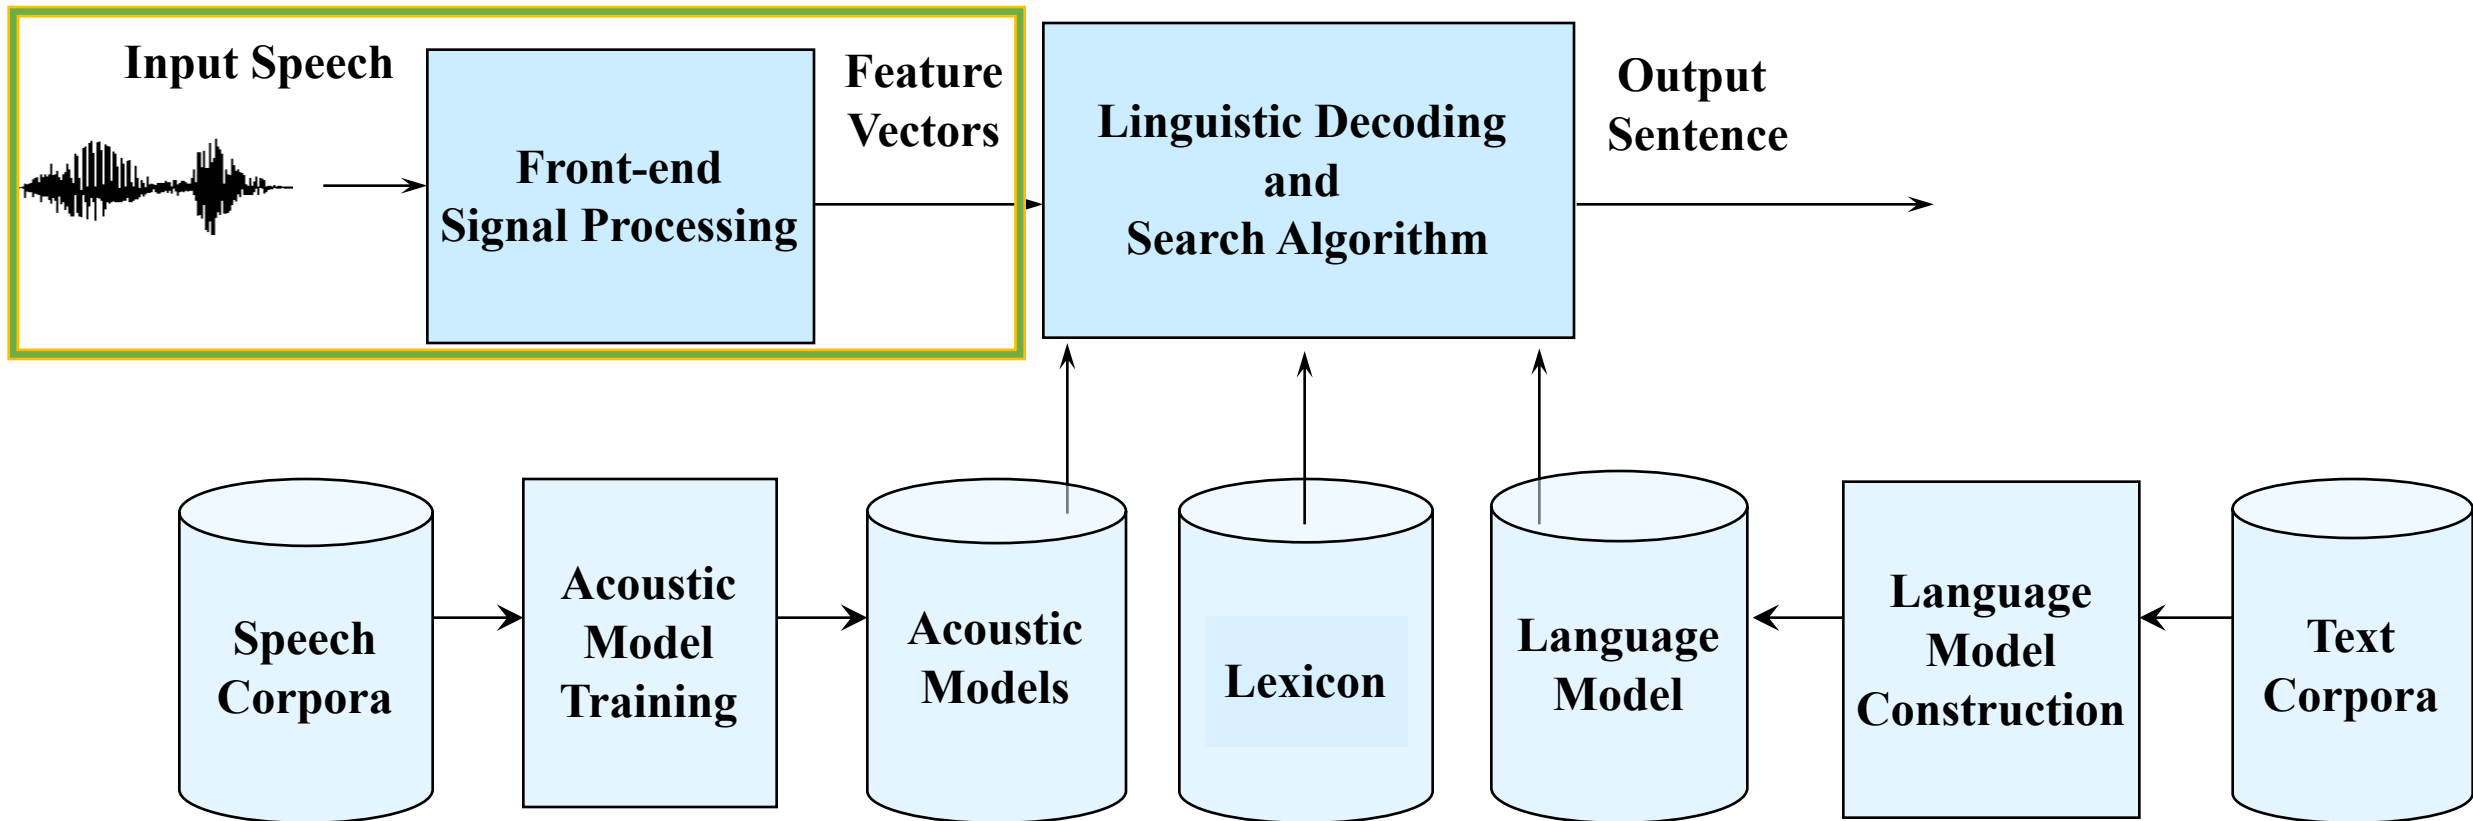 Input Speech
Front-end
Signal Processing
Feature
Vectors
Linguistic Decoding
and
Search Algorithm
Output
Sentence
Speech
Corpora
Acoustic
Model
Training
Acoustic
Models
Lexicon
Language
Model
Language
Model
Construction
Text
Corpora